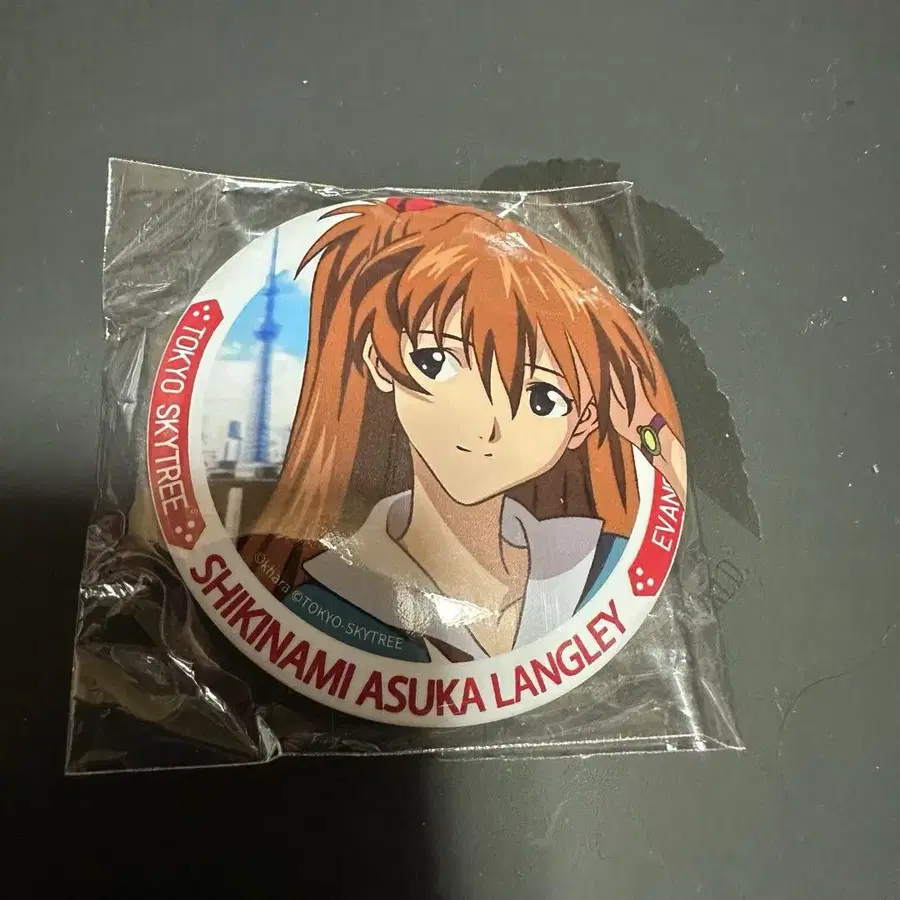 TOKYO SKYTREE
EVAN
©khara ©TOKYO-SKYTREE
SHIKINAMI ASUKA LANGLEY